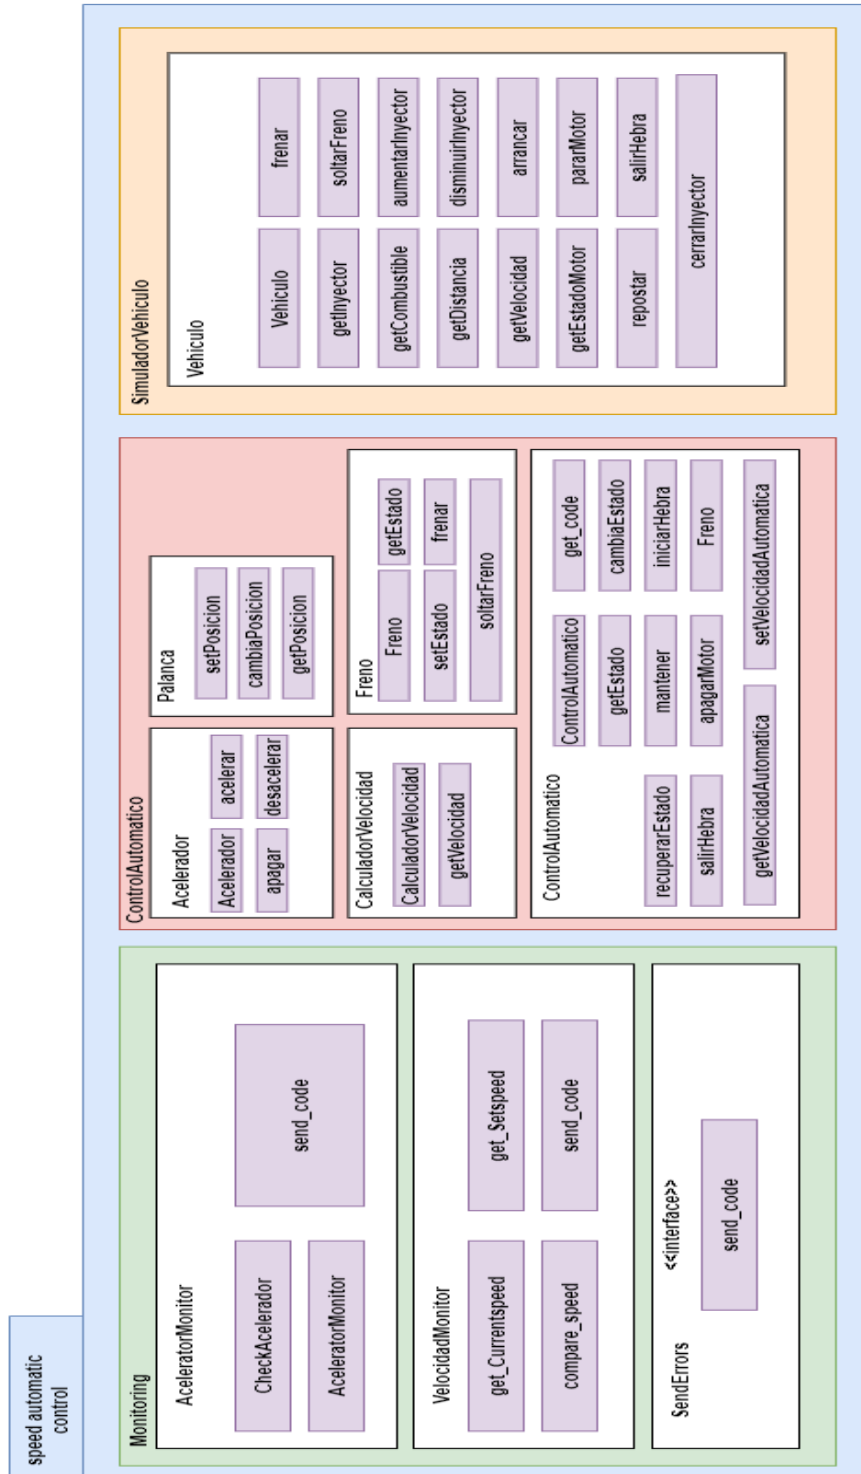 speed automatic
control
Monitoring
AceleratorMonitor
CheckAcelerador
AceleratorMonitor
send_code
VelocidadMonitor
get_Currentspeed
get_Setspeed
compare_speed
send_code
SendErrors
<<interface>>
send_code
ControlAutomatico
Acelerador
Acelerador
acelerar
apagar
desacelerar
Palanca
setPosicion
cambiaPosicion
getPosicion
CalculadorVelocidad
CalculadorVelocidad
getVelocidad
Freno
Freno
getEstado
setEstado
frenar
soltarFreno
ControlAutomatico
ControlAutomatico
get_code
getEstado
cambiaEstado
recuperarEstado
mantener
iniciarHebra
salirHebra
apagarMotor
Freno
getVelocidadAutomatica
setVelocidadAutomatica
SimuladorVehiculo
Vehiculo
Vehiculo
frenar
getInyector
soltarFreno
getCombustible
aumentarInyector
getDistancia
disminuirInyector
getVelocidad
arrancar
getEstadoMotor
pararMotor
repostar
salirHebra
cerrarInyector